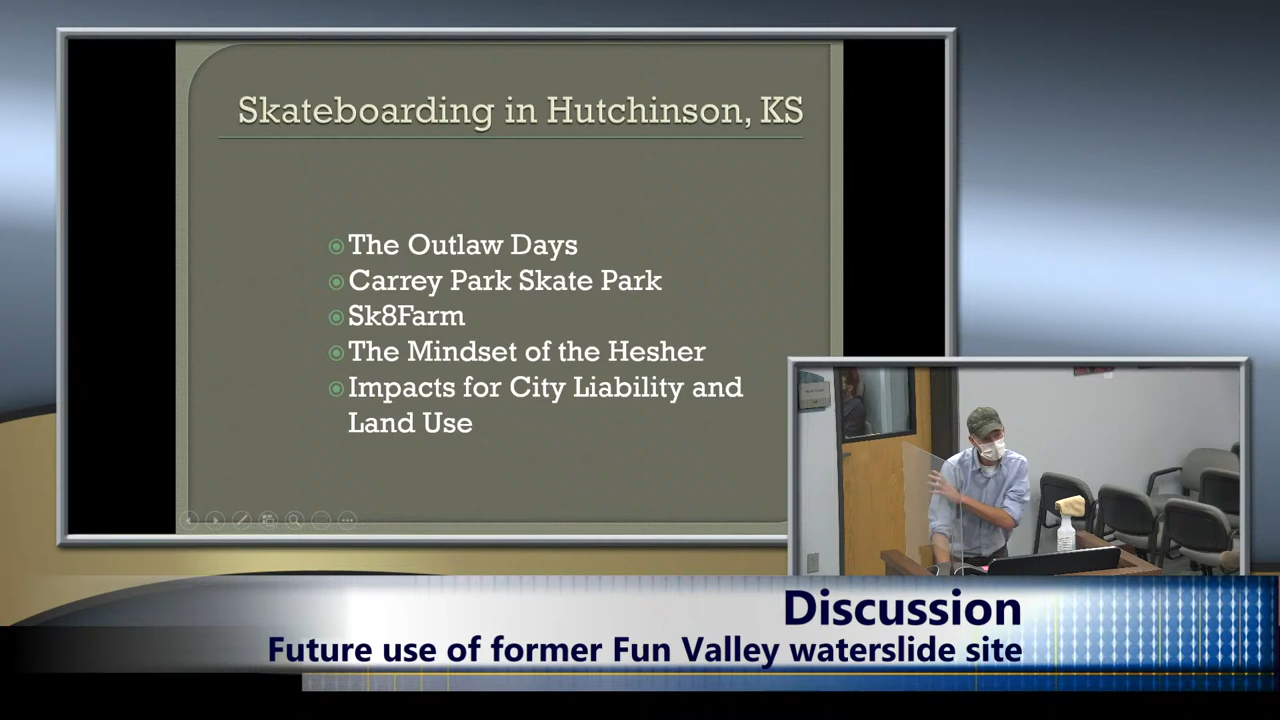 Skateboarding in Hutchinson, KS
The Outlaw Days
Carrey Park Skate Park
Sk8Farm
The Mindset of the Hesher
Impacts for City Liability and
Land Use
Discussion
Future use of former Fun Valley waterslide site